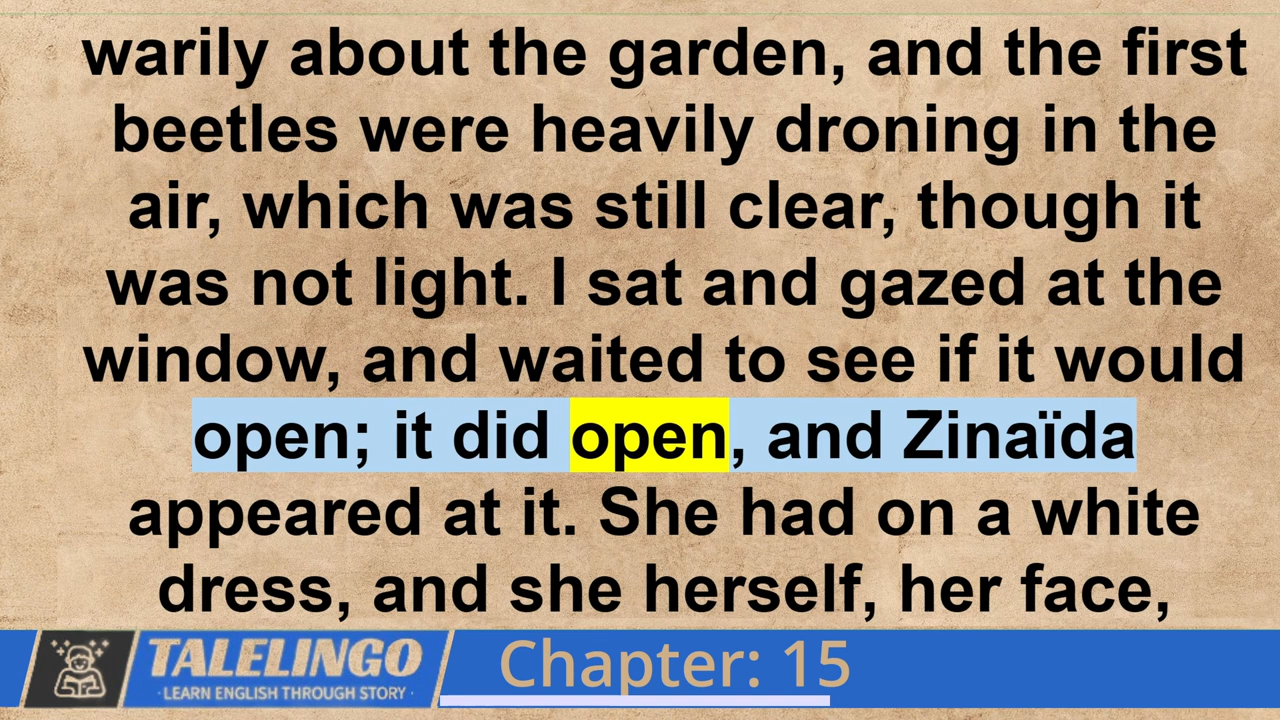 warily about the garden, and the first
beetles were heavily droning in the
air, which was still clear, though it
was not light. I sat and gazed at the
window, and waited to see if it would
open; it did open, and Zinaïda
appeared at it. She had on a white
dress, and she herself, her face,
TALELINGO
·LEARN ENGLISH THROUGH STORY·
Chapter: 15